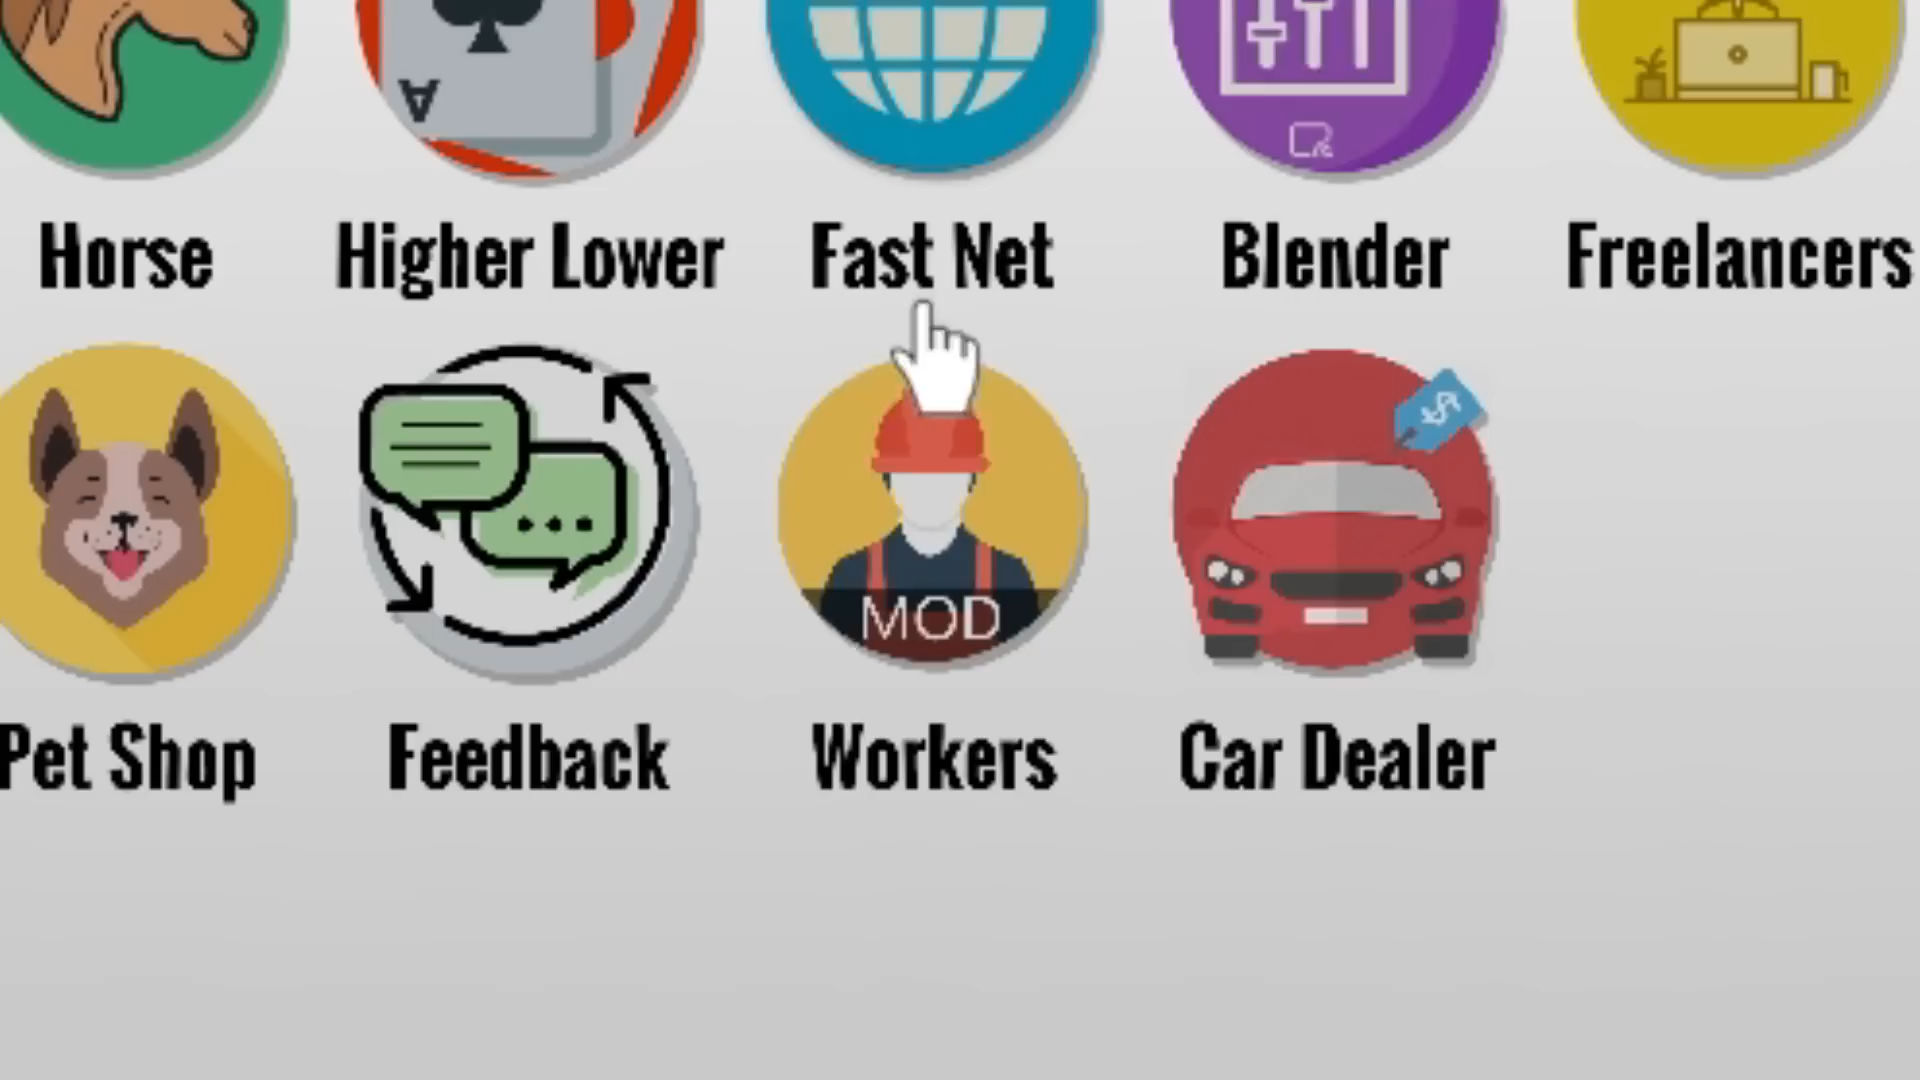 A
Horse Higher Lower Fast Net Blender Freelancers
$
MOD
Pet Shop Feedback Workers Car Dealer